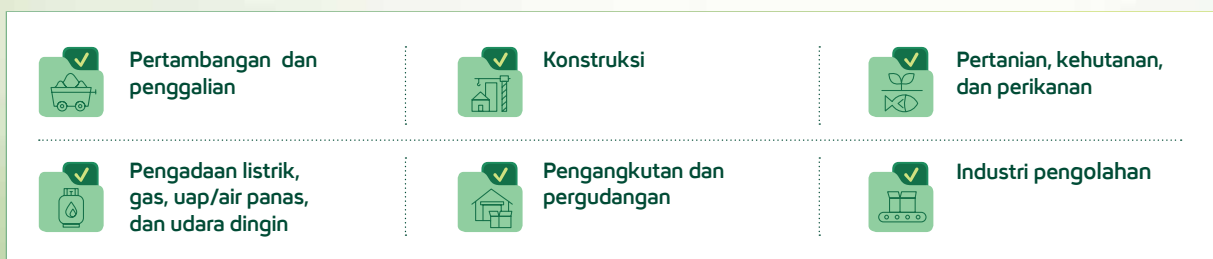 Pertambangan dan
penggalian
Konstruksi
Pertanian, kehutanan,
dan perikanan
Pengadaan listrik,
gas, uap/air panas,
dan udara dingin
Pengangkutan dan
pergudangan
Industri pengolahan